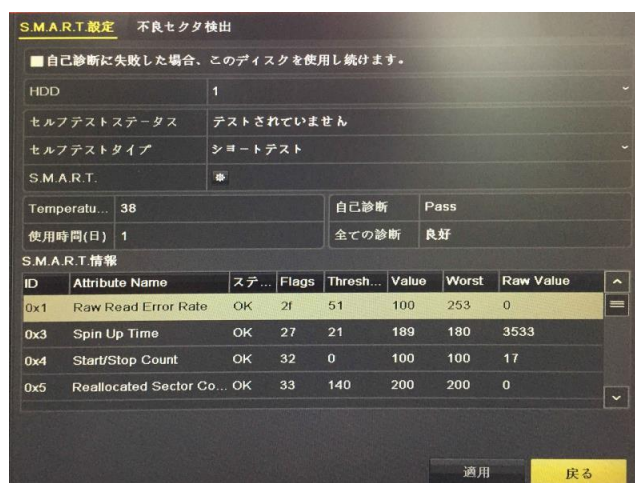 S.M.A.R.T.設定 不良セクタ検出
自己診断に失敗した場合、このディスクを使用し続けます。
HDD 1
セルフテストステータス テストされていません
セルフテストタイプ ショートテスト
S.M.A.R.T.
Temperatu... 38 自己診断 Pass
使用時間(日) 1 全ての診断 良好
S.M.A.R.T.情報
ID Attribute Name ステ... Flags Thresh... Value Worst Raw Value
0x1 Raw Read Error Rate OK 2f 51 100 253 0
0x3 Spin Up Time OK 27 21 189 180 3533
0x4 Start/Stop Count OK 32 0 100 100 17
0x5 Reallocated Sector Co... OK 33 140 200 200 0
適用 戻る